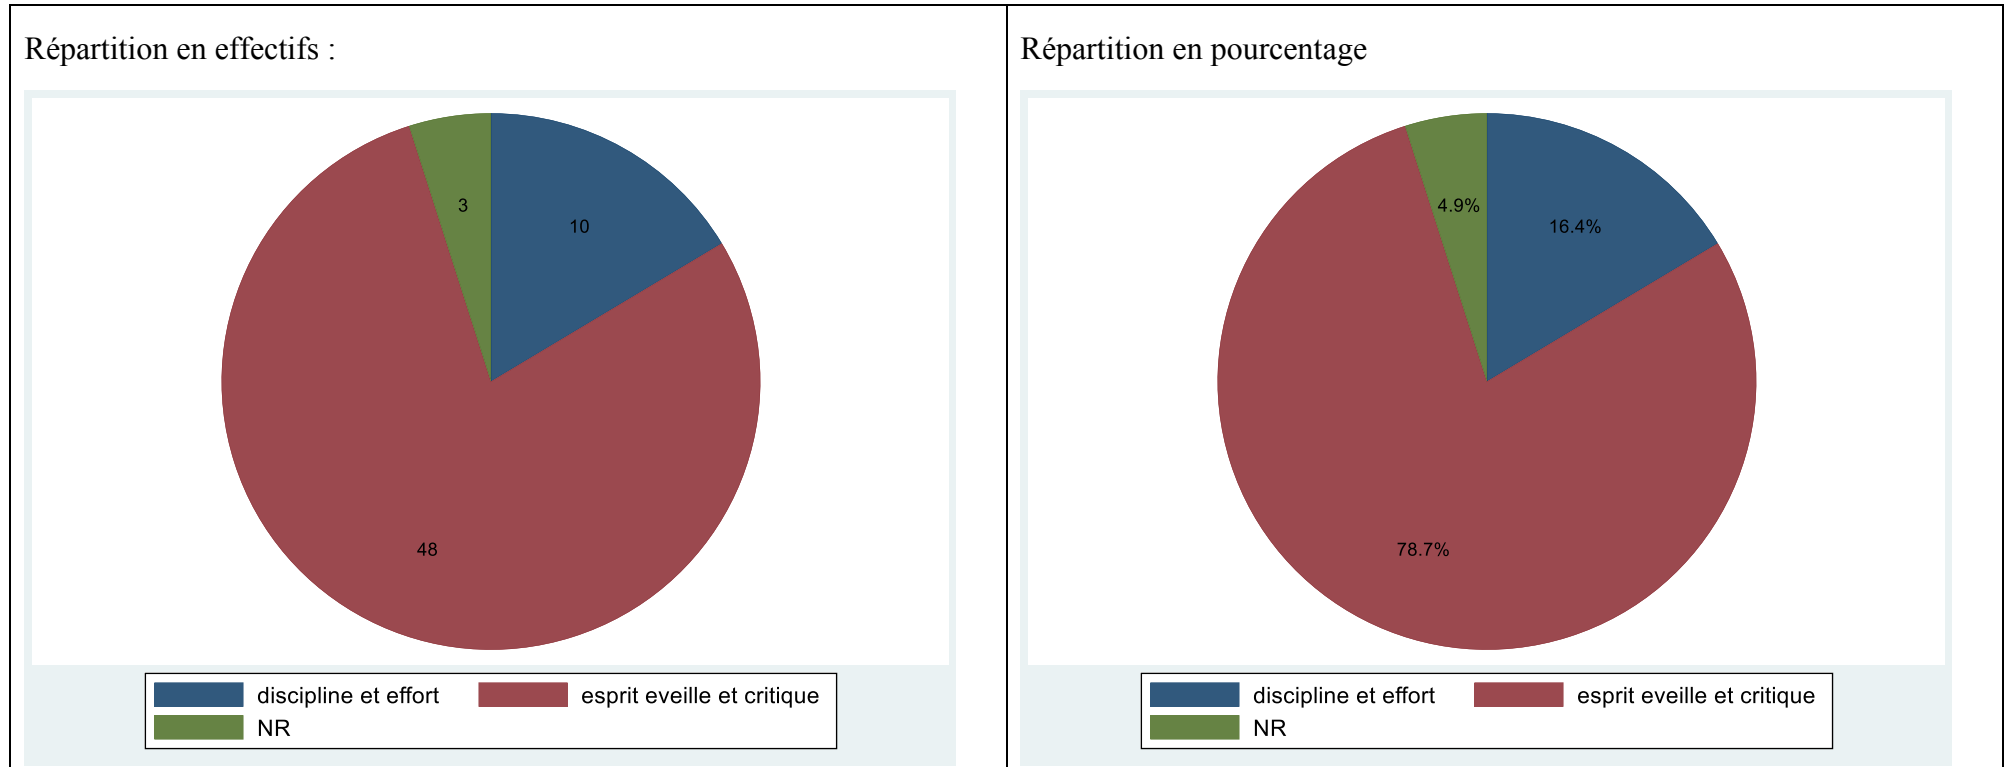 Répartition en effectifs :
3
10
48
discipline et effort
esprit eveille et critique
NR
Répartition en pourcentage
4.9%
16.4%
78.7%
discipline et effort
esprit eveille et critique
NR